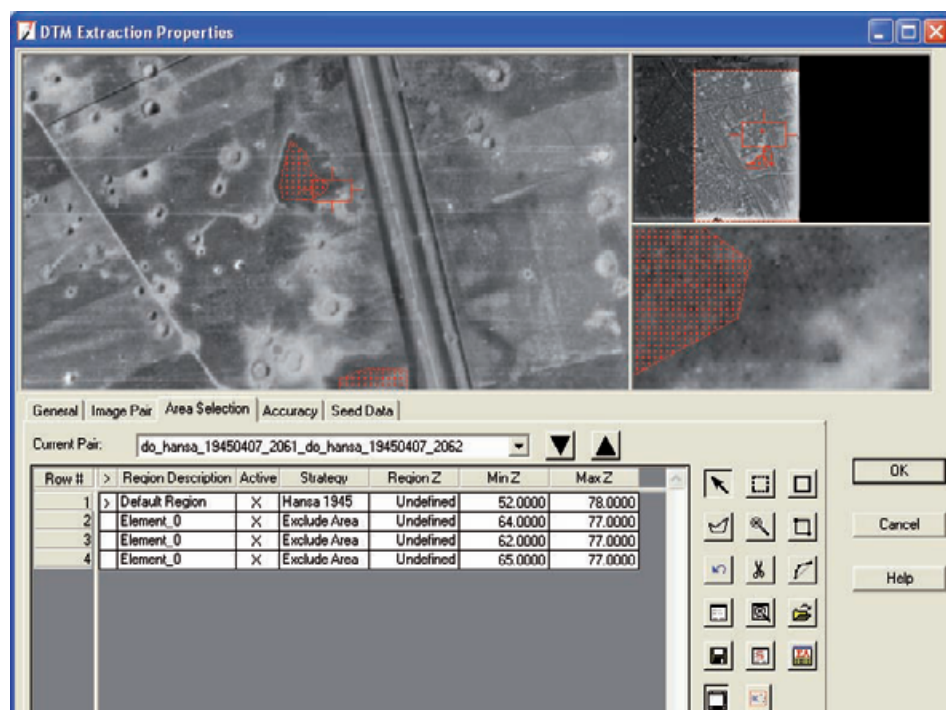 DTM Extraction Properties
General Image Pair Area Selection Accuracy Seed Data
Current Pair: do_hansa_19450407_2061_do_hansa_19450407_2062
Row # > Region Description Active Strategy Region Z Min Z Max Z
1 > Default Region X Hansa 1945 Undefined 52.0000 78.0000
2 Element_0 X Exclude Area Undefined 64.0000 77.0000
3 Element_0 X Exclude Area Undefined 62.0000 77.0000
4 Element_0 X Exclude Area Undefined 65.0000 77.0000
OK
Cancel
Help